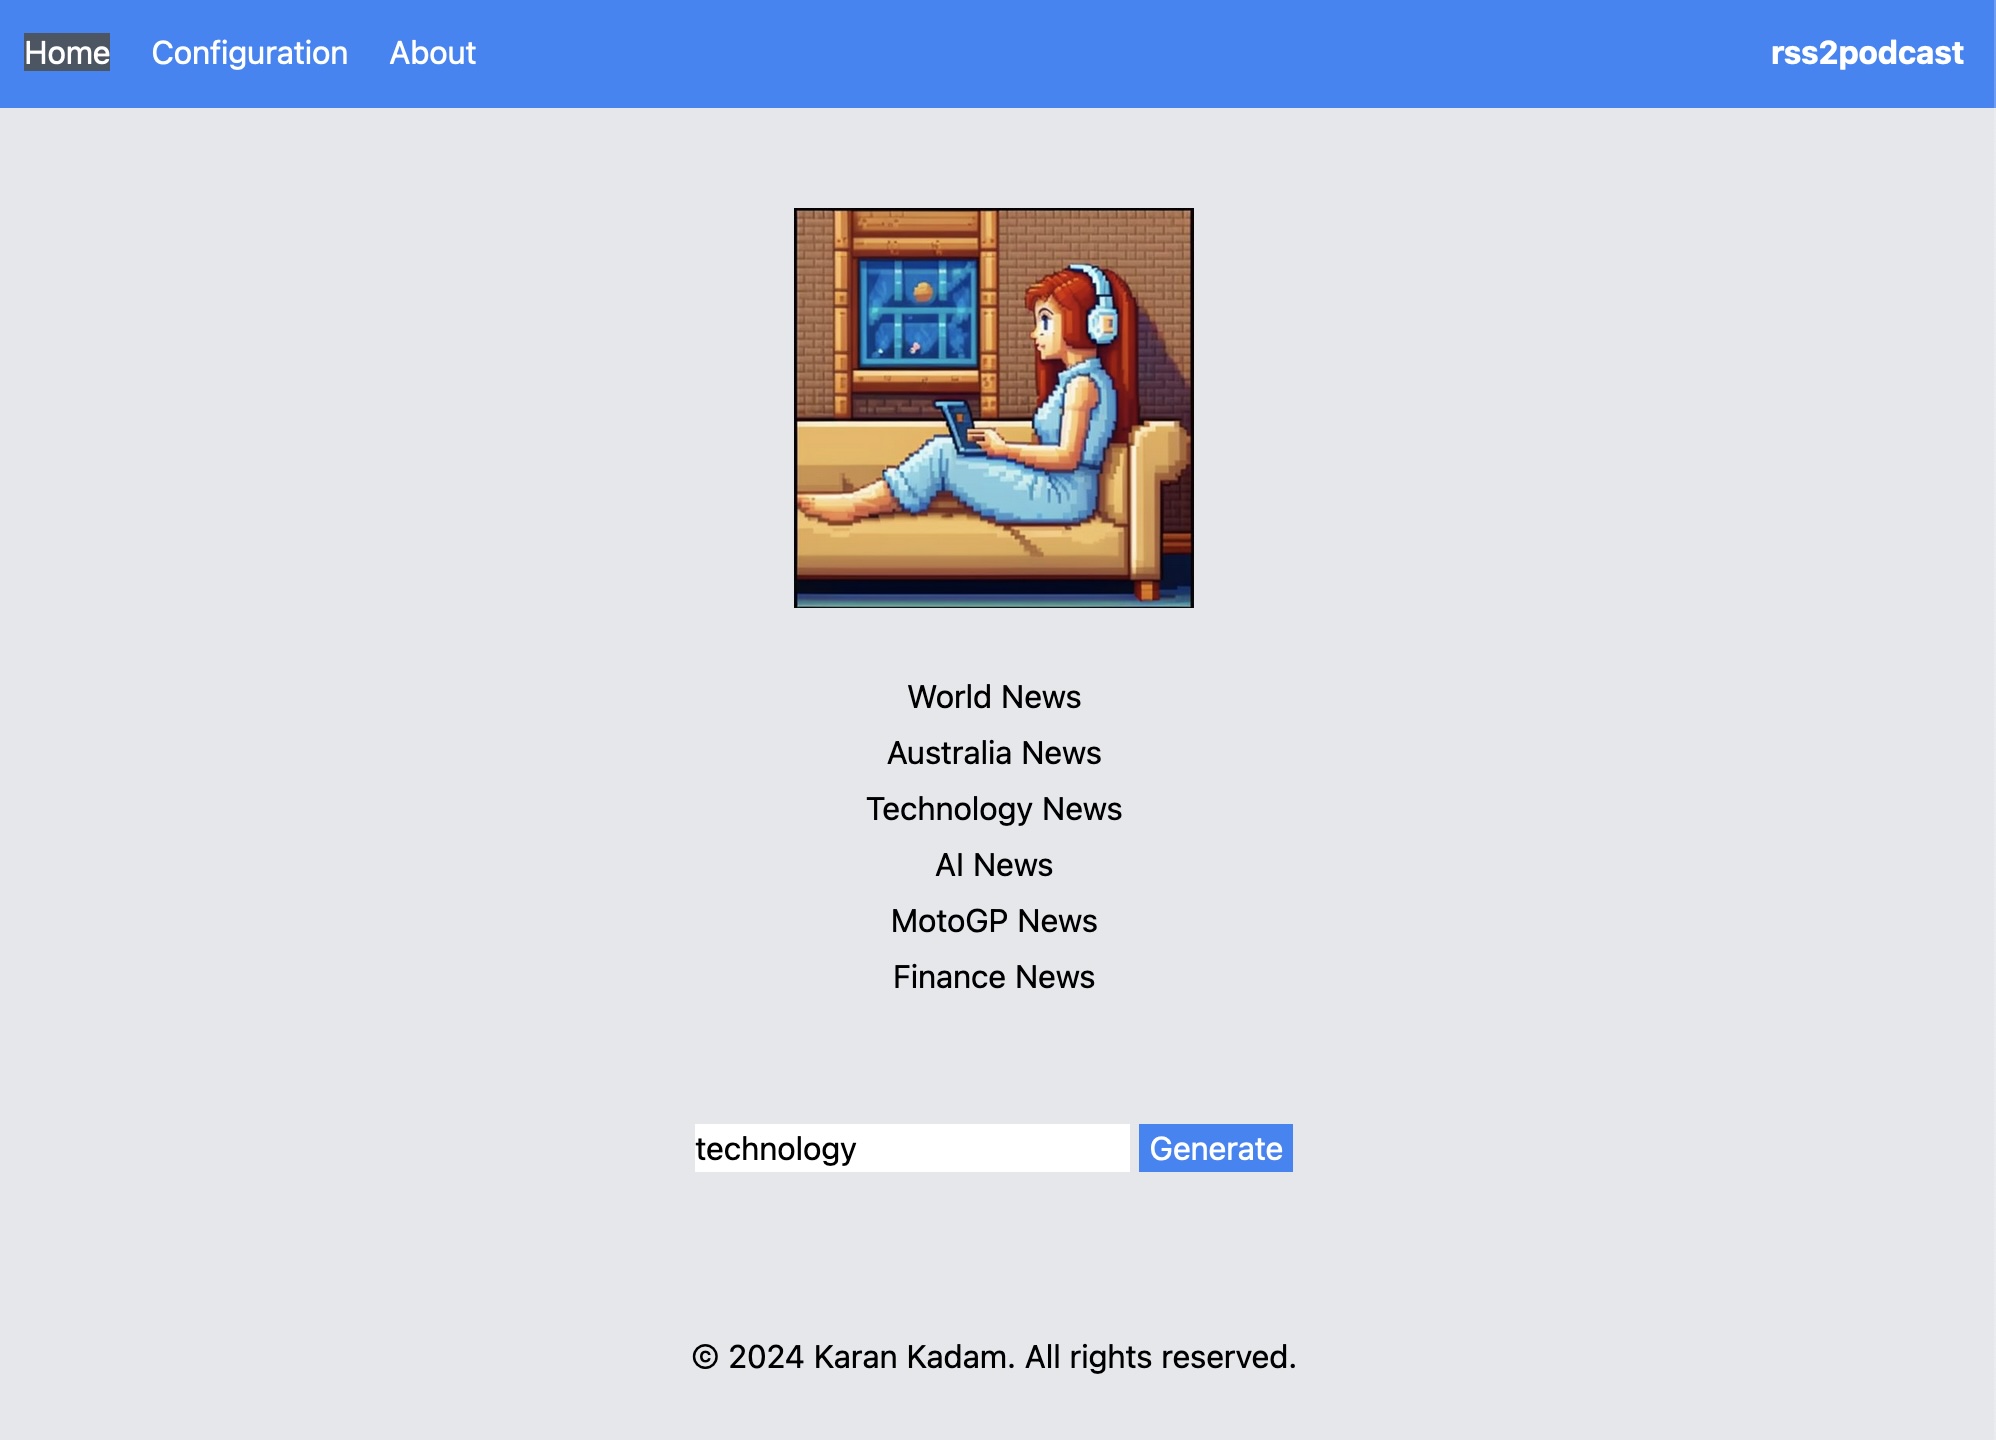 Home Configuration About rss2podcast
World News
Australia News
Technology News
AI News
MotoGP News
Finance News
technology Generate
© 2024 Karan Kadam. All rights reserved.